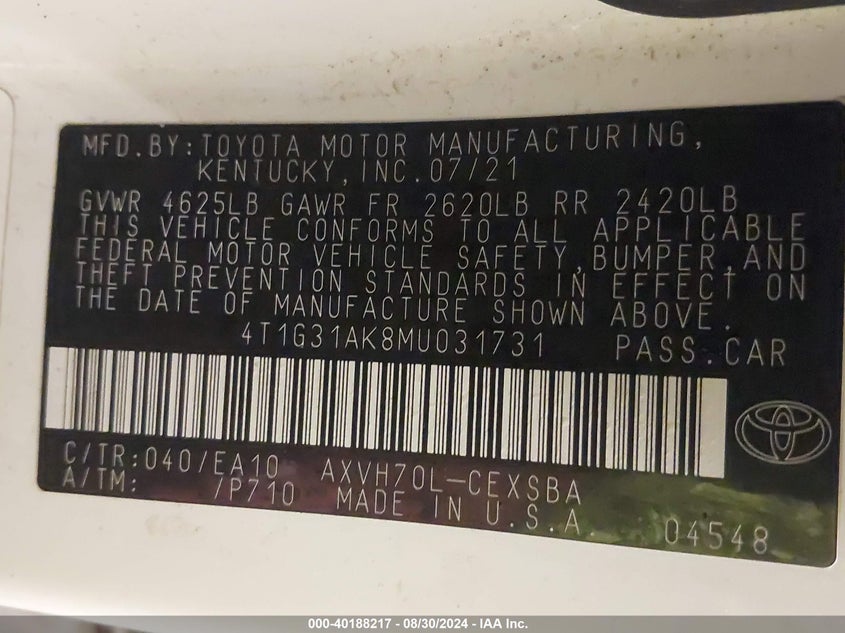 MFD.BY:TOYOTA MOTOR MANUFACTURING,
KENTUCKY,INC.07/21
GVWR 4625LB GAWR FR 2620LB RR 2420LB
THIS VEHICLE CONFORMS TO ALL APPLICABLE
FEDERAL MOTOR VEHICLE SAFETY,BUMPER,AND
THEFT PREVENTION STANDARDS IN EFFECT ON
THE DATE OF MANUFACTURE SHOWN ABOVE.
4T1G31AK8MU031731 PASS.CAR
C/TR:040/EA10 AXVH70L-CEXSBA
A/TM: /P710 MADE IN U.S.A. 04548
000-40188217 - 08/30/2024 - IAA Inc.